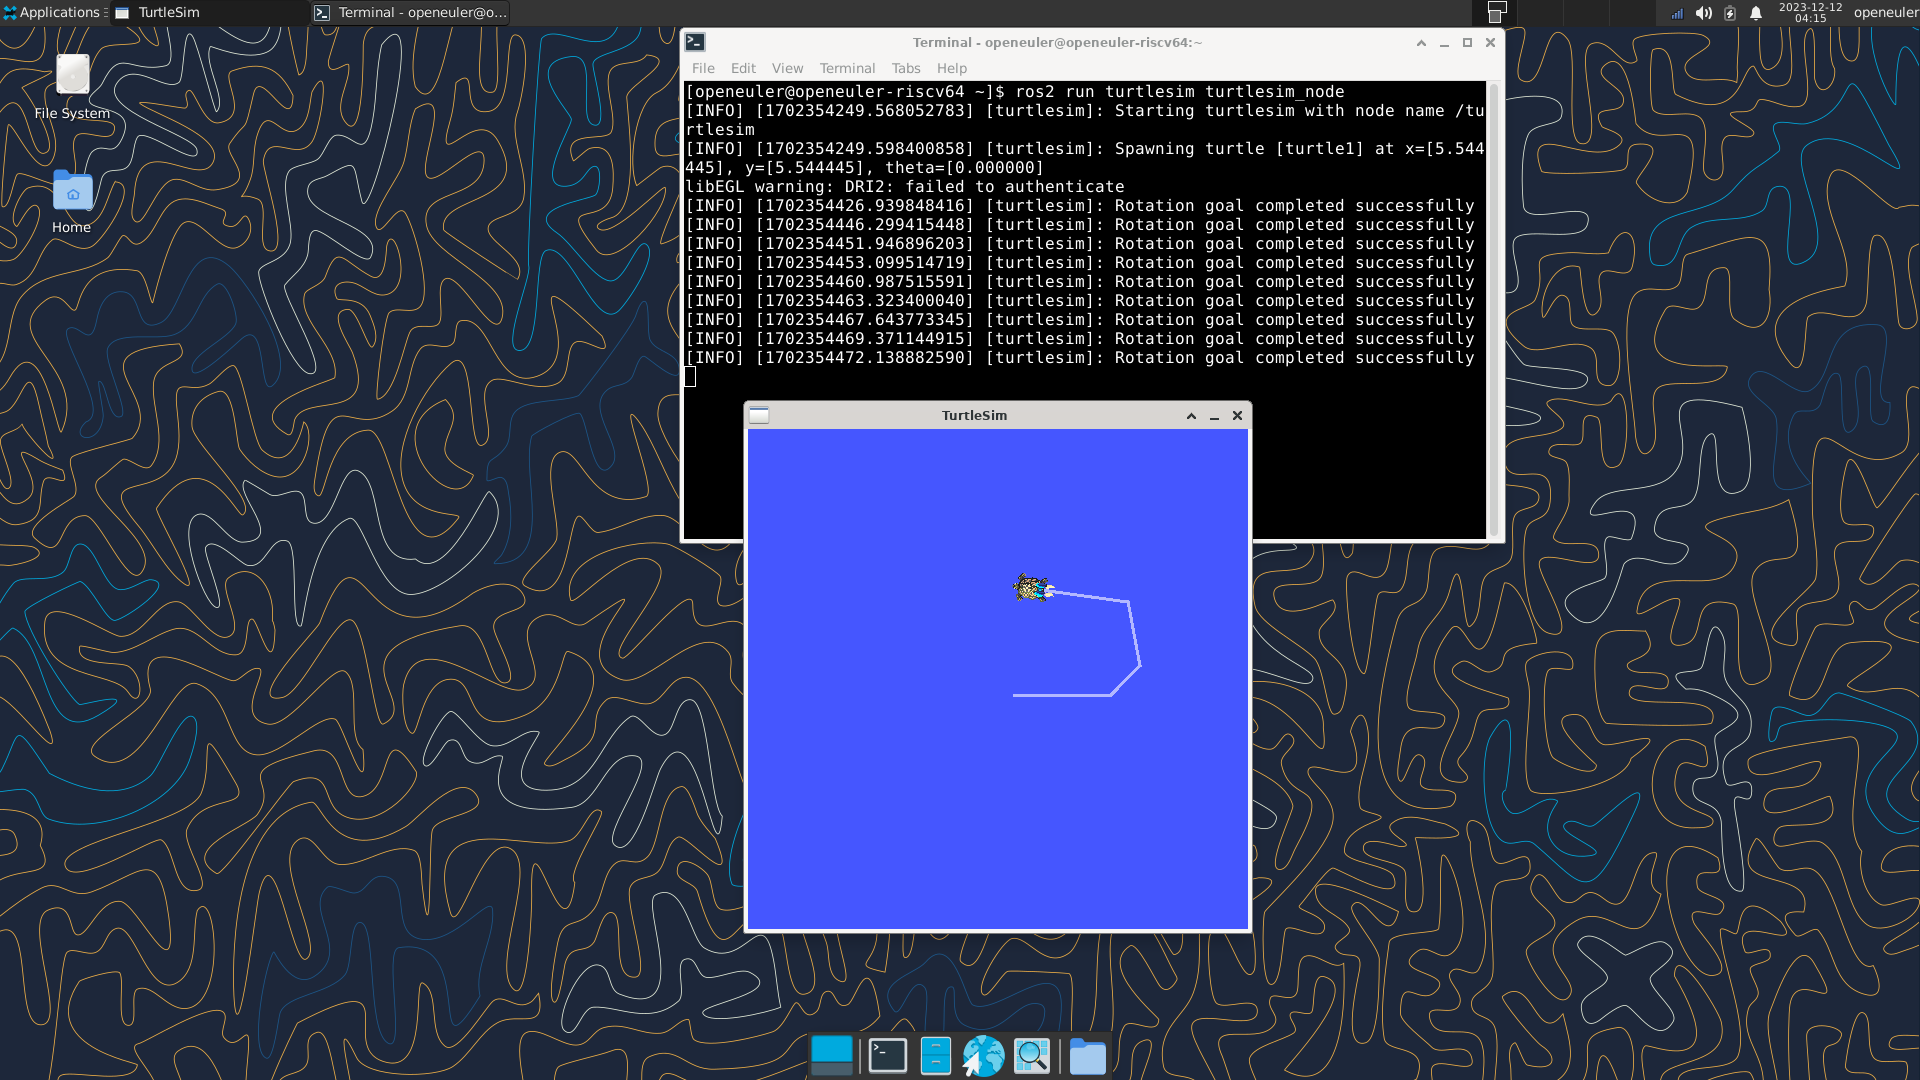 Applications
TurtleSim
Terminal - openeuler@o...
2023-12-12
04:15
openeuler
File System
Home
Terminal - openeuler@openeuler-riscv64:~
File Edit View Terminal Tabs Help
[openeuler@openeuler-riscv64 ~]$ ros2 run turtlesim turtlesim_node
[INFO] [1702354249.568052783] [turtlesim]: Starting turtlesim with node name /tu
rtlesim
[INFO] [1702354249.598400858] [turtlesim]: Spawning turtle [turtle1] at x=[5.544
445], y=[5.544445], theta=[0.000000]
libEGL warning: DRI2: failed to authenticate
[INFO] [1702354426.939848416] [turtlesim]: Rotation goal completed successfully
[INFO] [1702354446.299415448] [turtlesim]: Rotation goal completed successfully
[INFO] [1702354451.946896203] [turtlesim]: Rotation goal completed successfully
[INFO] [1702354453.099514719] [turtlesim]: Rotation goal completed successfully
[INFO] [1702354460.987515591] [turtlesim]: Rotation goal completed successfully
[INFO] [1702354463.323400040] [turtlesim]: Rotation goal completed successfully
[INFO] [1702354467.643773345] [turtlesim]: Rotation goal completed successfully
[INFO] [1702354469.371144915] [turtlesim]: Rotation goal completed successfully
[INFO] [1702354472.138882590] [turtlesim]: Rotation goal completed successfully
TurtleSim